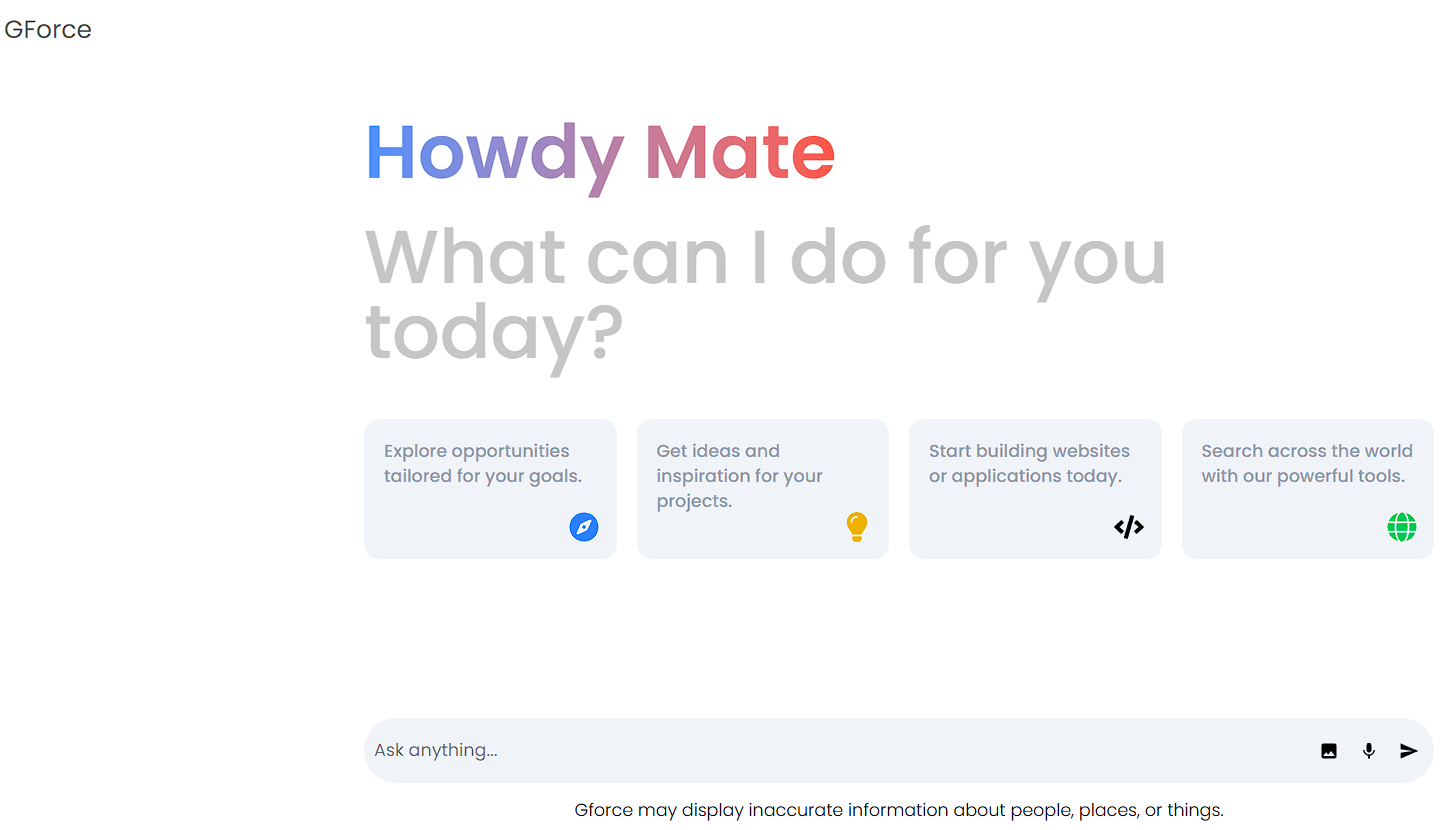 GForce
Howdy Mate
What can I do for you
today?
Explore opportunities
tailored for your goals.
Get ideas and
inspiration for your
projects.
Start building websites
or applications today.
Search across the world
with our powerful tools.
Ask anything...
Gforce may display inaccurate information about people, places, or things.